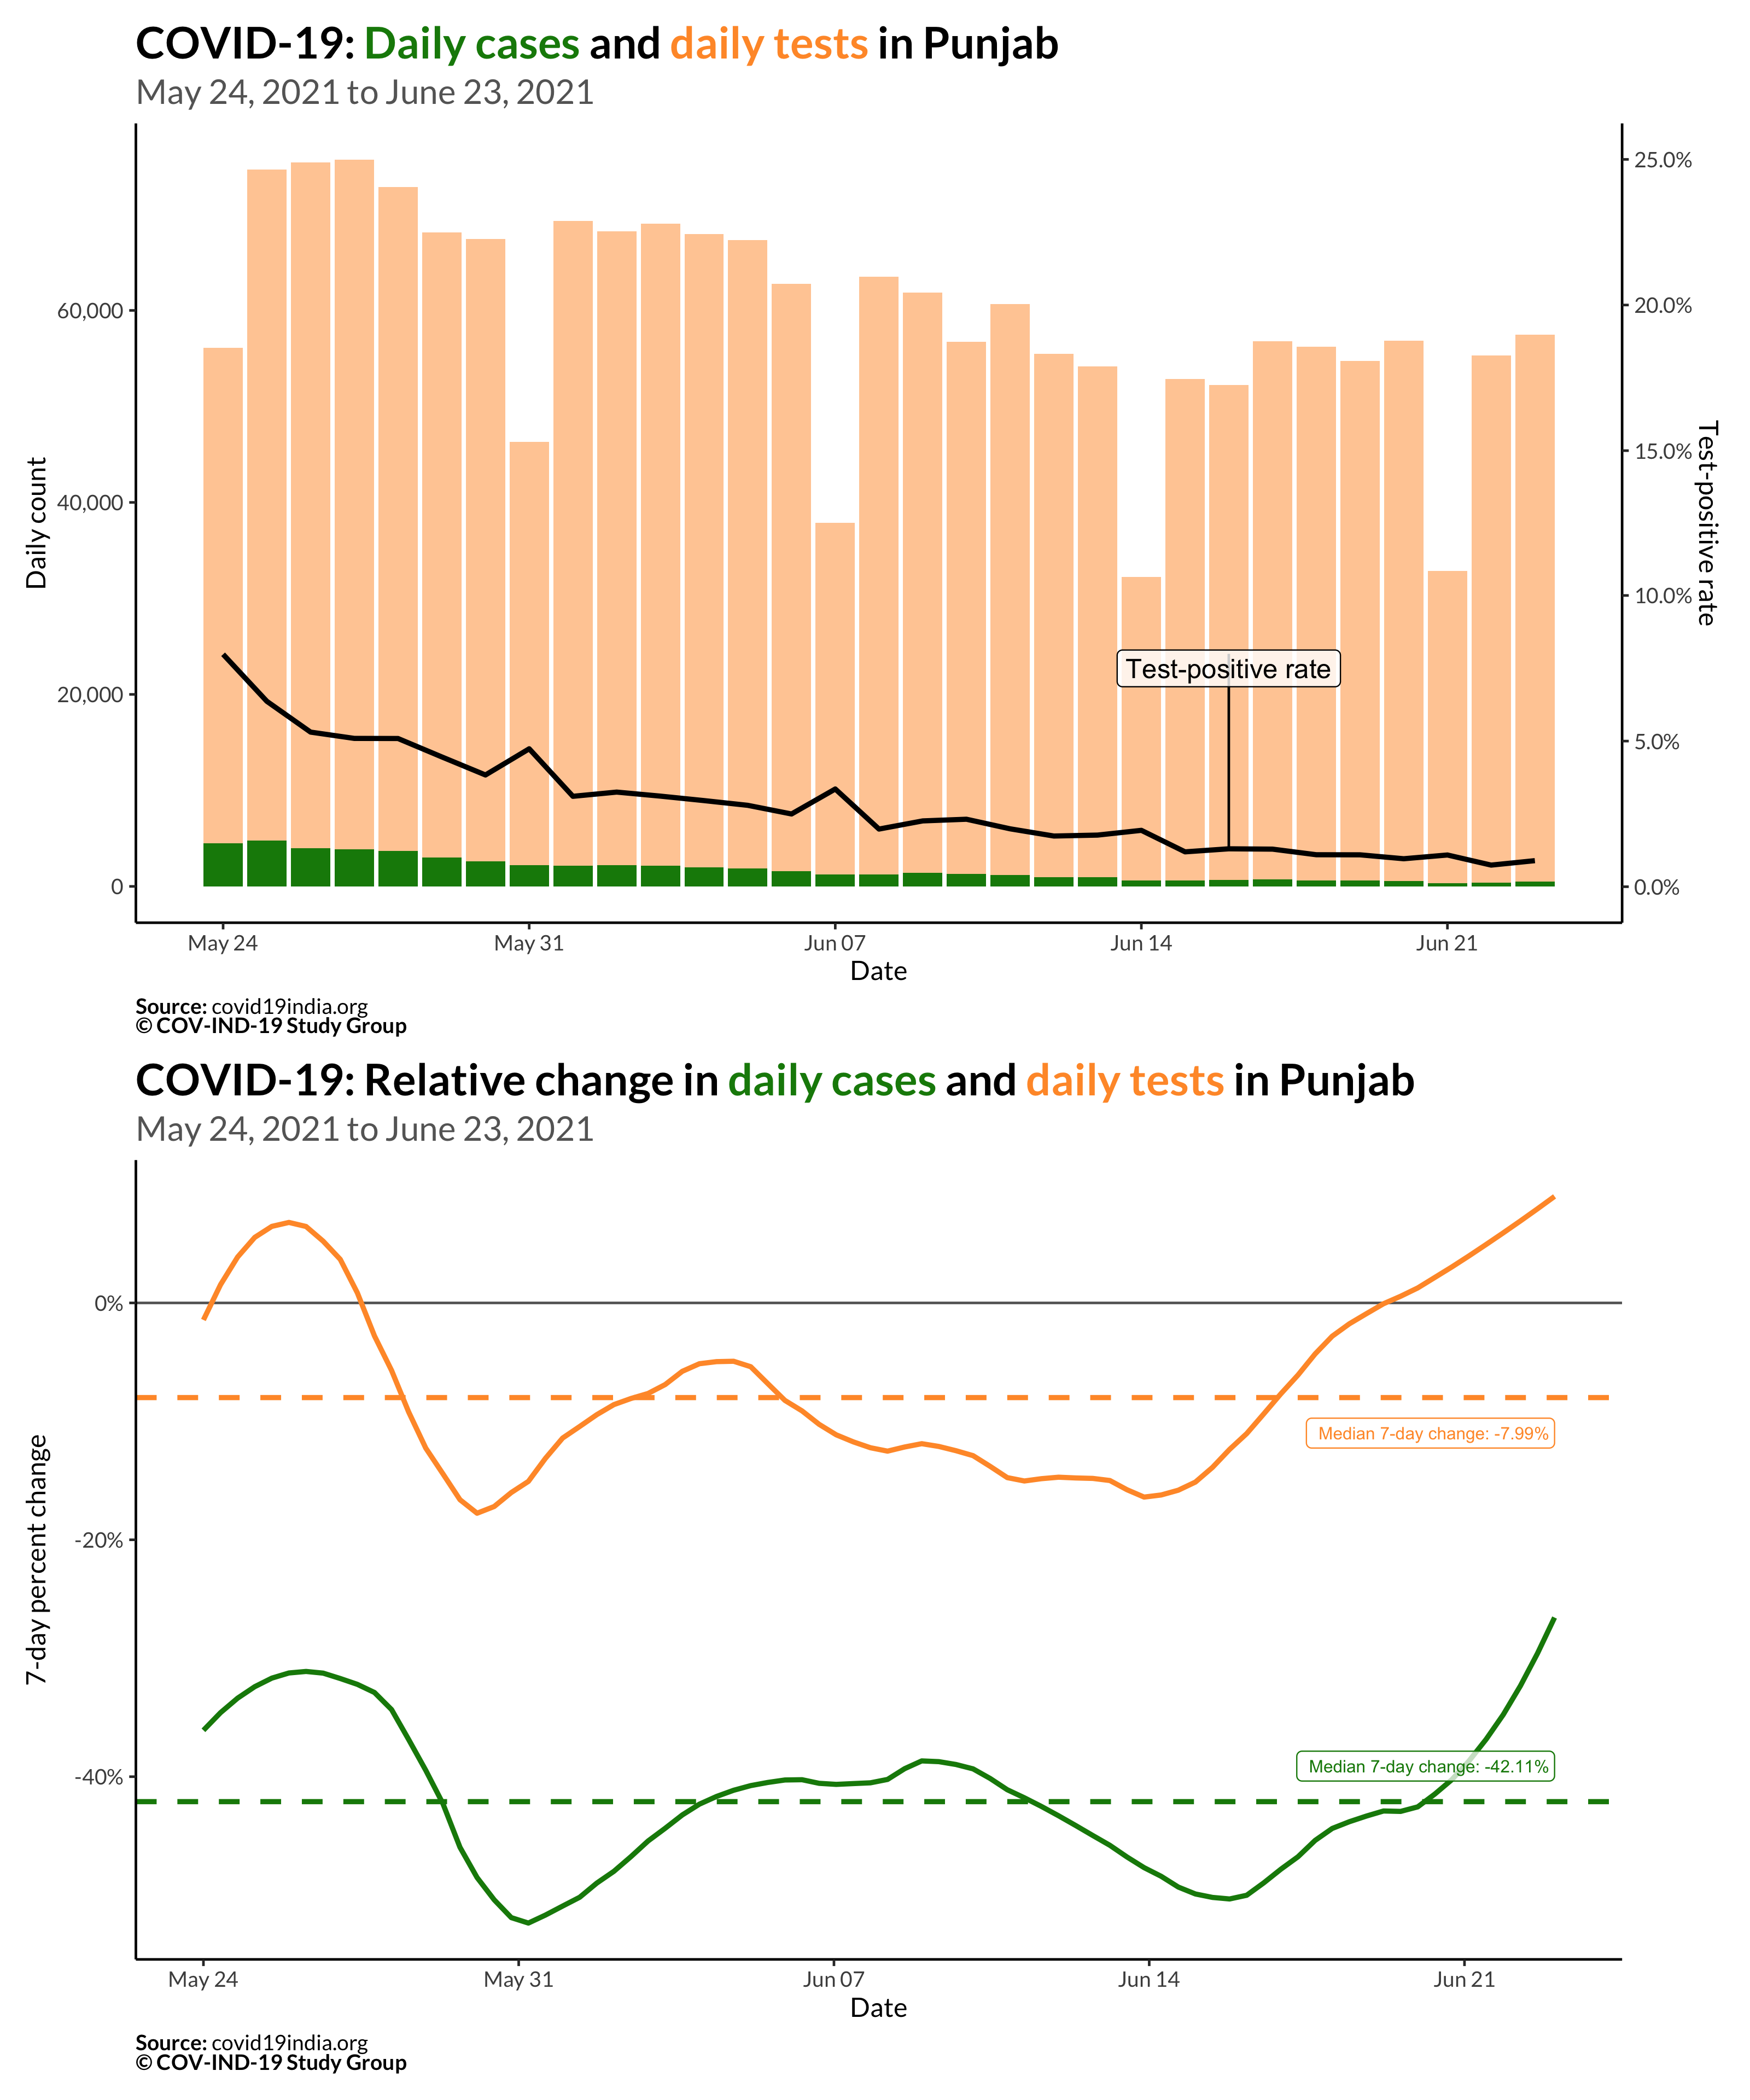 COVID-19: Daily cases and daily tests in Punjab
May 24, 2021 to June 23, 2021
25.0%
20.0%
15.0%
10.0%
5.0%
0.0%
Test-positive rate
60,000
40,000
20,000
0
Daily count
Test-positive rate
May 24
May 31
Jun 07
Jun 14
Jun 21
Date
Source: covid19india.org
© COV-IND-19 Study Group
COVID-19: Relative change in daily cases and daily tests in Punjab
May 24, 2021 to June 23, 2021
0%
-20%
-40%
7-day percent change
Median 7-day change: -7.99%
Median 7-day change: -42.11%
May 24
May 31
Jun 07
Jun 14
Jun 21
Date
Source: covid19india.org
© COV-IND-19 Study Group